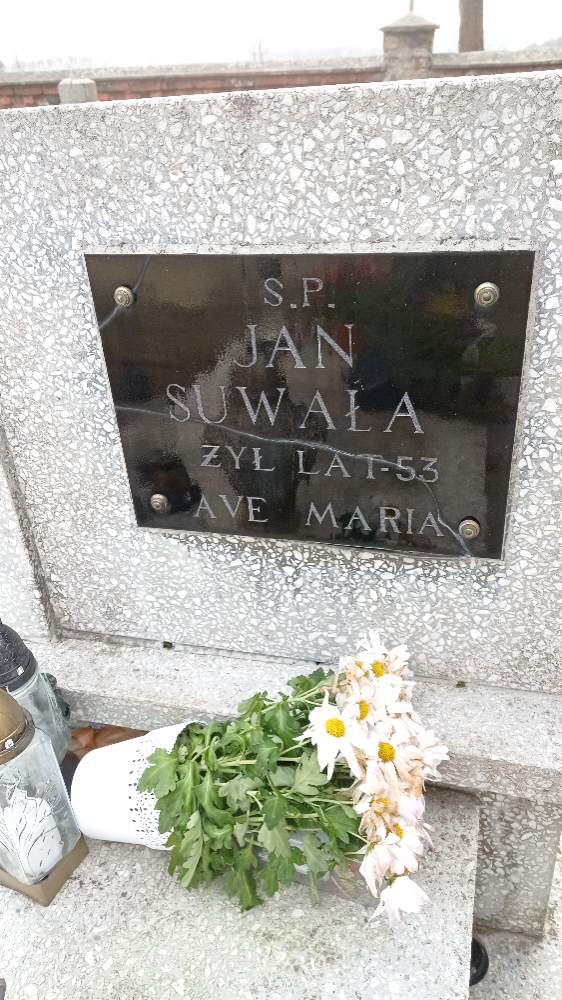 S.P.
JAN
SUWAŁA
ŻYŁ LAT-53
AVE MARIA